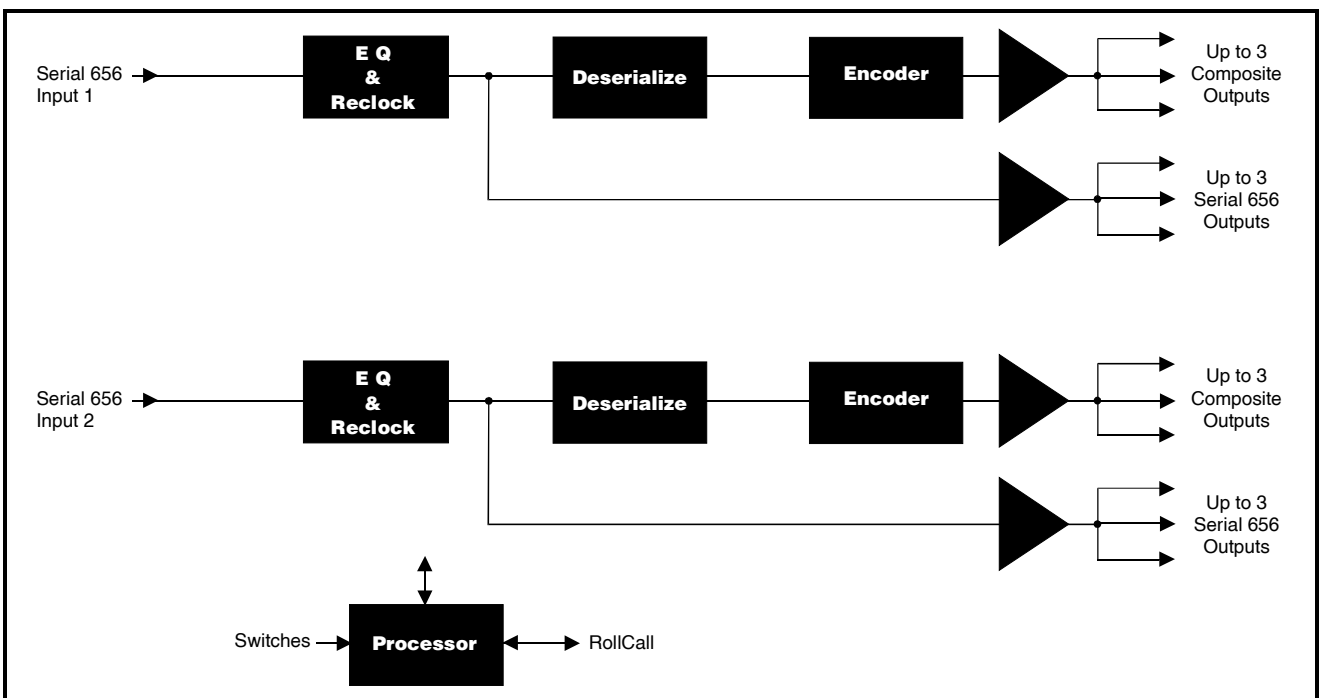 Serial 656
Input 1
E Q
&
Reclock
Deserialize
Encoder
Up to 3
Composite
Outputs
Up to 3
Serial 656
Outputs
Serial 656
Input 2
E Q
&
Reclock
Deserialize
Encoder
Up to 3
Composite
Outputs
Up to 3
Serial 656
Outputs
Switches
Processor
RollCall